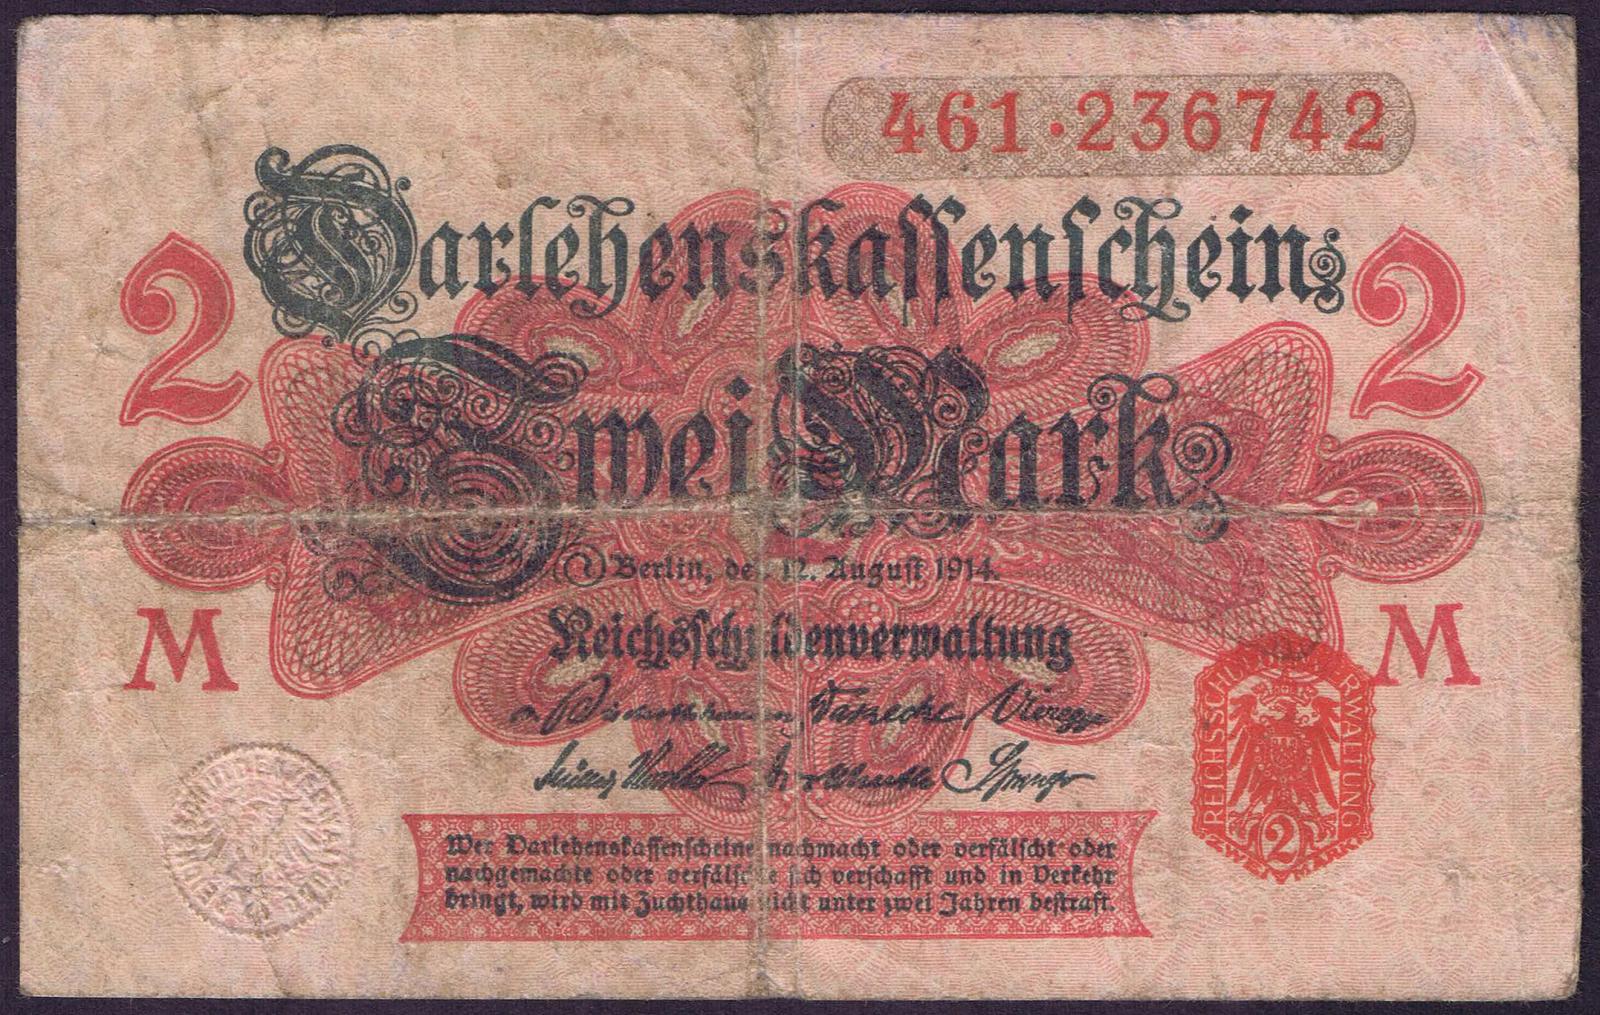 461·236742
Darlehenskassenschein
2 2
Zwei Mark
Berlin, den 12. August 1914.
Reichsschuldenverwaltung
M M
REICHSSCHULDENVERWALTUNG
2
ZWEI MARK
Wer Darlehenskassenscheine nachmacht oder verfälscht oder
nachgemachte oder verfälschte sich verschafft und in Verkehr
bringt, wird mit Zuchthaus nicht unter zwei Jahren bestraft.